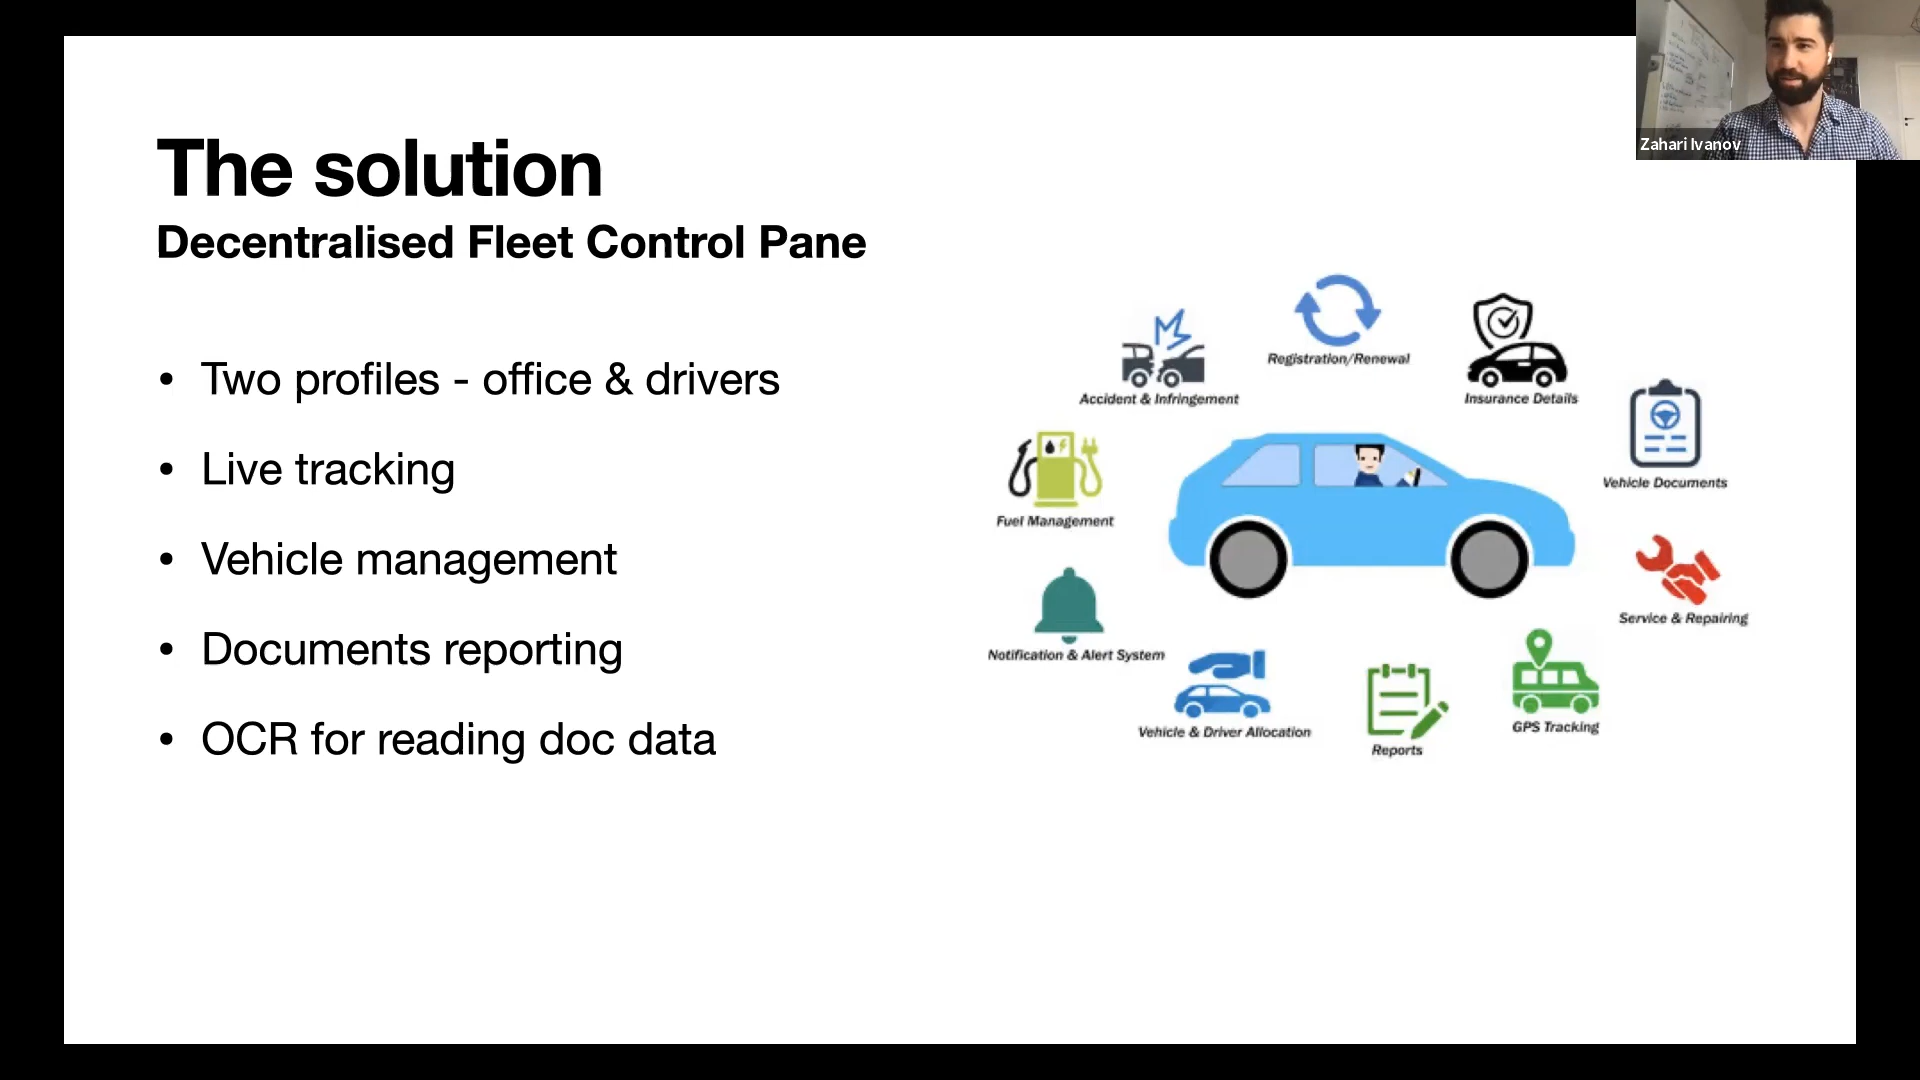 The solution
Decentralised Fleet Control Pane
• Two profiles - office & drivers
• Live tracking
• Vehicle management
• Documents reporting
• OCR for reading doc data
Registration/Renewal
Accident & Infringement
Insurance Details
Vehicle Documents
Fuel Management
Service & Repairing
Notification & Alert System
GPS Tracking
Vehicle & Driver Allocation
Reports
Zahari Ivanov